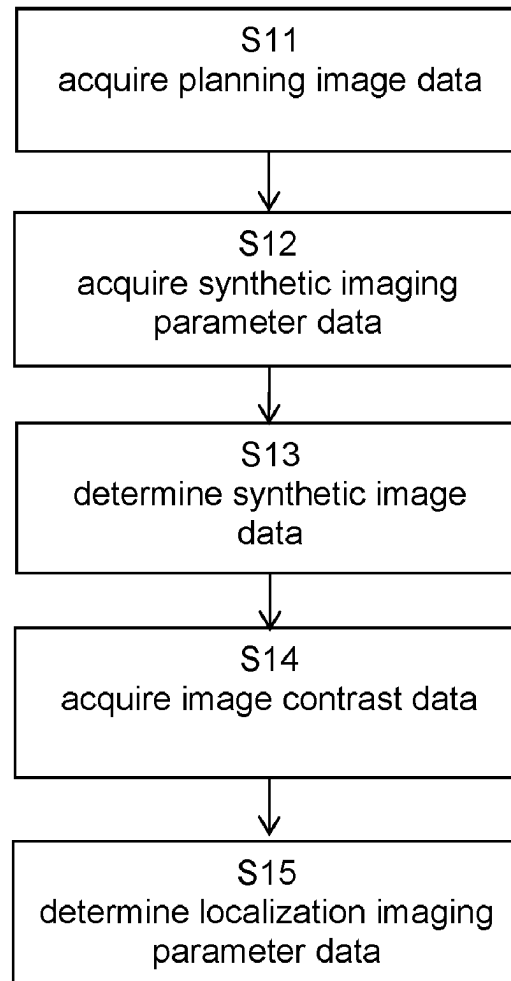 S11
acquire planning image data
S12
acquire synthetic imaging
parameter data
S13
determine synthetic image
data
S14
acquire image contrast data
S15
determine localization imaging
parameter data